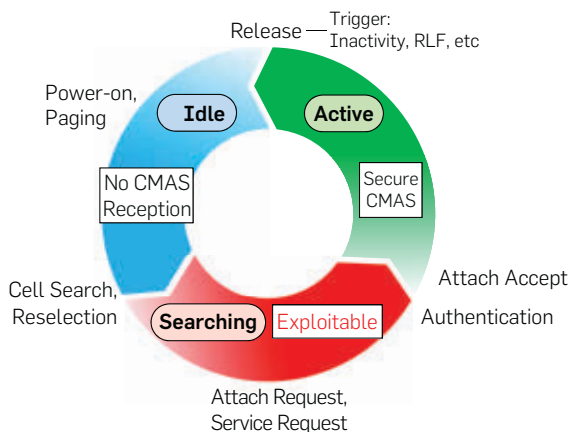 Release
Trigger:
Inactivity, RLF, etc
Power-on,
Paging
Idle
Active
No CMAS
Reception
Secure
CMAS
Cell Search,
Reselection
Attach Accept
Authentication
Searching
Exploitable
Attach Request,
Service Request